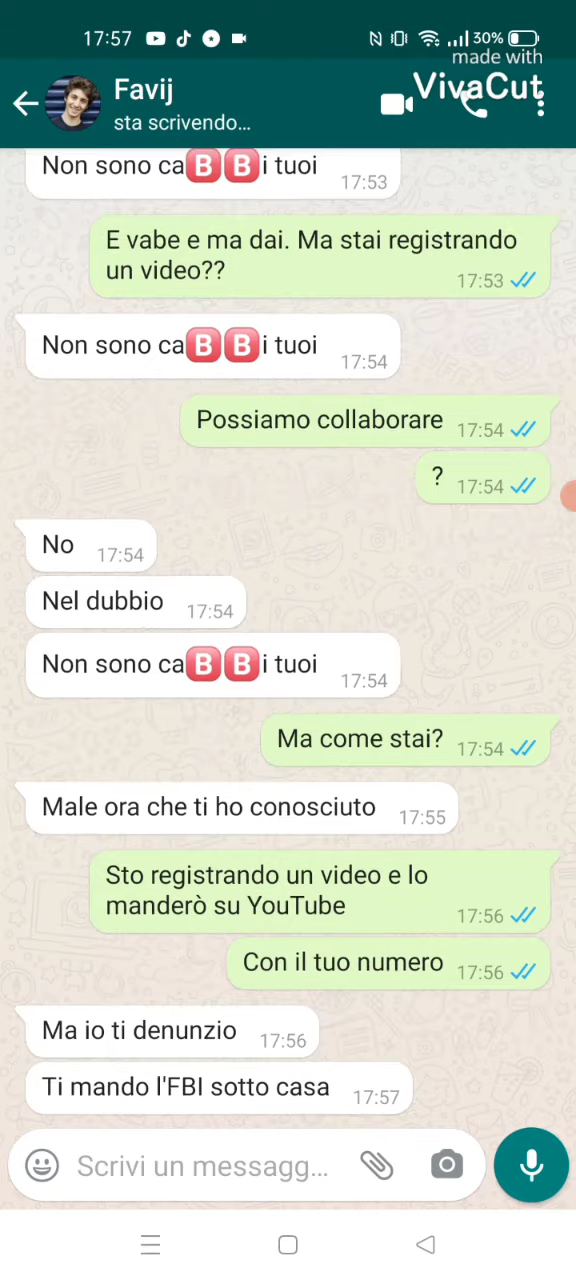 17:57
30%
made with
VivaCut
Favij
sta scrivendo...
Non sono ca🅱️🅱️i tuoi
17:53
E vabe e ma dai. Ma stai registrando
un video??
17:53
Non sono ca🅱️🅱️i tuoi
17:54
Possiamo collaborare
17:54
?
17:54
No
17:54
Nel dubbio
17:54
Non sono ca🅱️🅱️i tuoi
17:54
Ma come stai?
17:54
Male ora che ti ho conosciuto
17:55
Sto registrando un video e lo
manderò su YouTube
17:56
Con il tuo numero
17:56
Ma io ti denunzio
17:56
Ti mando l'FBI sotto casa
17:57
Scrivi un messagg...